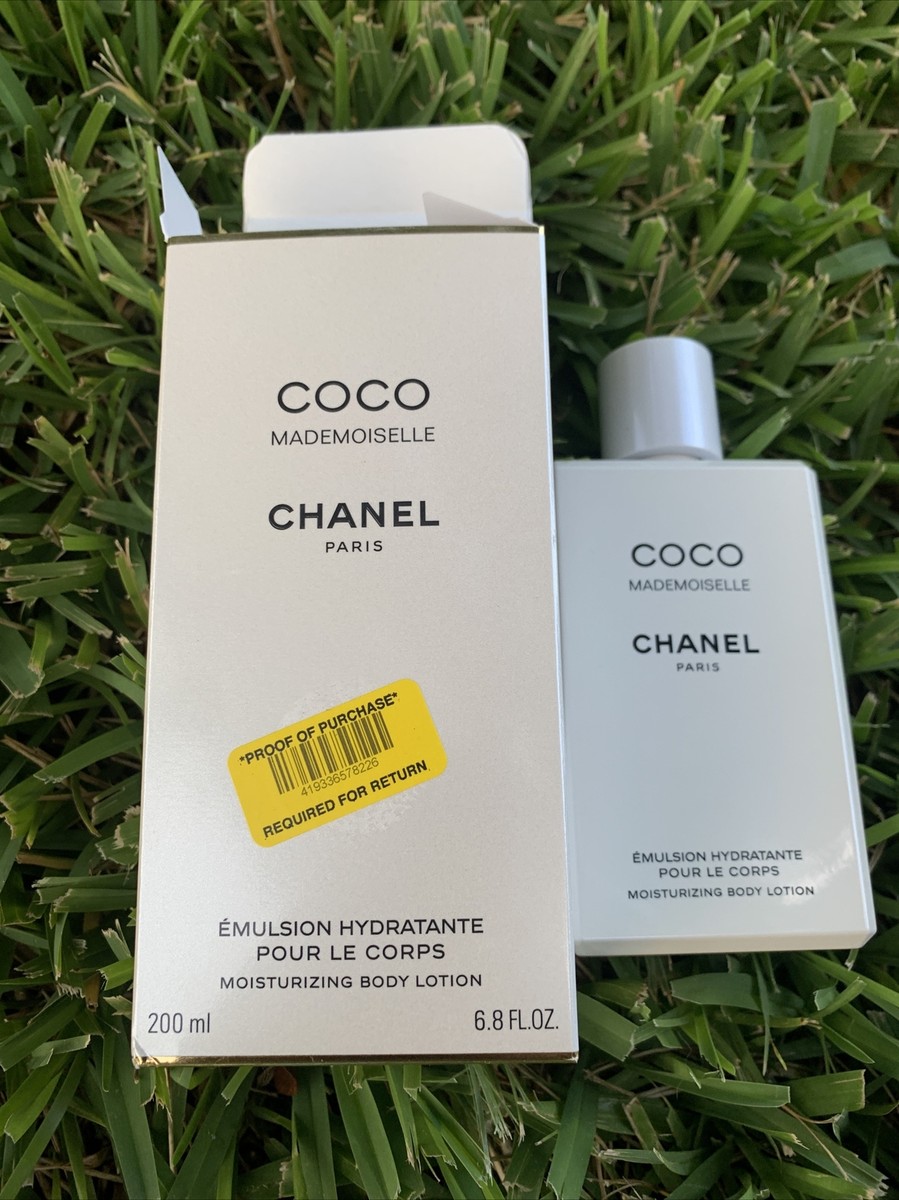 COCO
MADEMOISELLE
CHANEL
PARIS
*PROOF OF PURCHASE*
419336578226
REQUIRED FOR RETURN
ÉMULSION HYDRATANTE
POUR LE CORPS
MOISTURIZING BODY LOTION
200 ml 6.8 FL.OZ.
COCO
MADEMOISELLE
CHANEL
PARIS
ÉMULSION HYDRATANTE
POUR LE CORPS
MOISTURIZING BODY LOTION